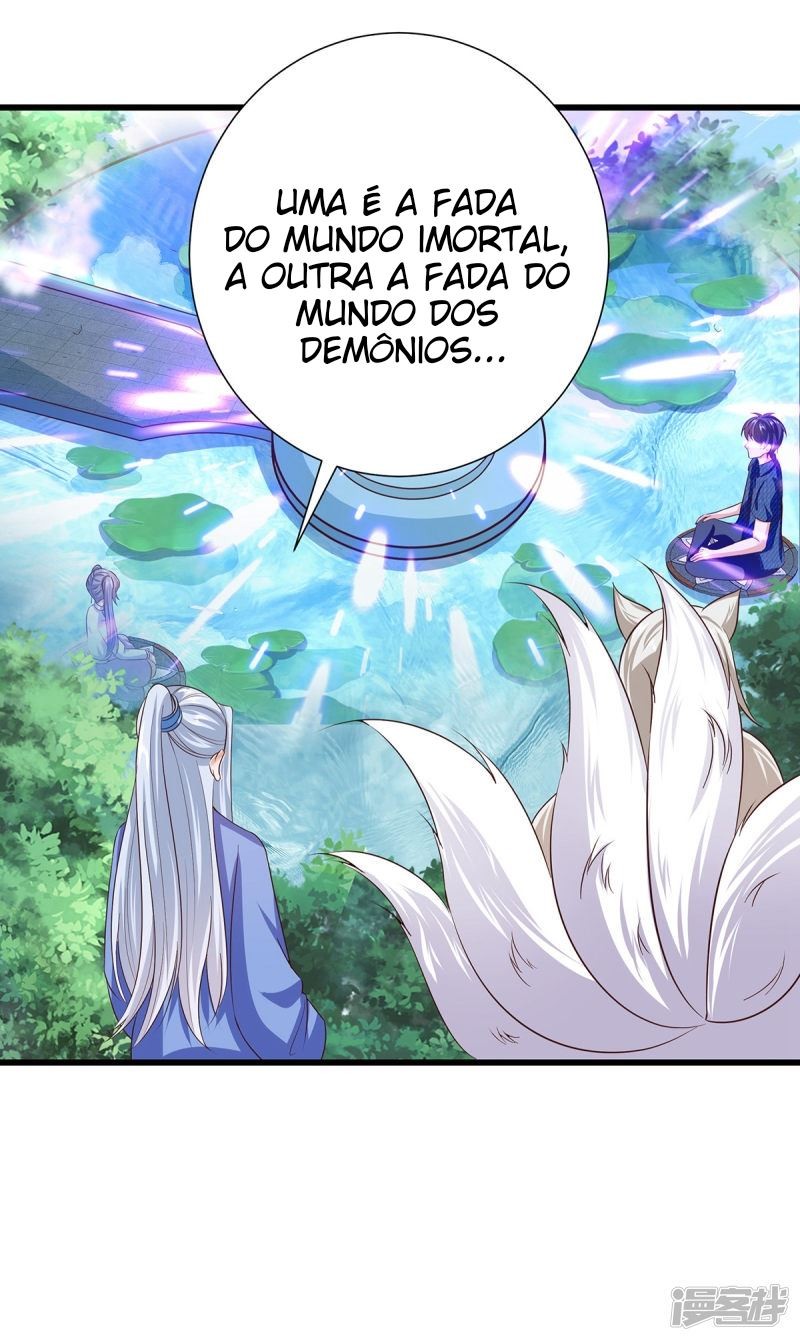 UMA É A FADA
DO MUNDO IMORTAL,
A OUTRA A FADA DO
MUNDO DOS
DEMÔNIOS...
漫客栈